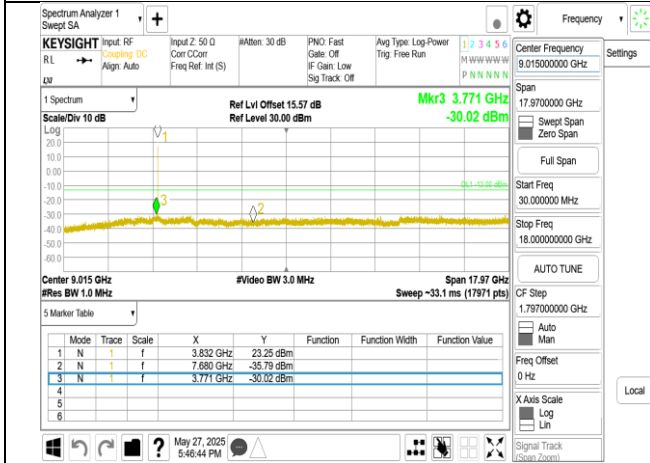 Spectrum Analyzer 1
Swept SA
Frequency
KEYSIGHT
Input: RF
Input Z: 50 Ω
#Atten: 30 dB
PNO: Fast
Avg Type: Log-Power
1 2 3 4 5 6
RL
Coupling: DC
Corr CCorr
Gate: Off
Trig: Free Run
M W W W W W
Align: Auto
Freq Ref: Int (S)
IF Gain: Low
Sig Track: Off
P N N N N N
LXI
Center Frequency
9.015000000 GHz
Settings
1 Spectrum
Ref Lvl Offset 15.57 dB
Mkr3 3.771 GHz
Scale/Div 10 dB
Ref Level 30.00 dBm
-30.02 dBm
Log
20.0
10.0
0.00
-10.0
-20.0
-30.0
-40.0
-50.0
-60.0
1
3
2
DL1 -13.00 dBm
Center 9.015 GHz
#Video BW 3.0 MHz
Span 17.97 GHz
#Res BW 1.0 MHz
Sweep ~33.1 ms (17971 pts)
Span
17.9700000 GHz
Swept Span
Zero Span
Full Span
Start Freq
30.000000 MHz
Stop Freq
18.000000000 GHz
AUTO TUNE
CF Step
1.797000000 GHz
Auto
Man
Freq Offset
0 Hz
X Axis Scale
Log
Lin
Signal Track
(Span Zoom)
Local
5 Marker Table
Mode Trace Scale X Y Function Function Width Function Value
1 N 1 f 3.832 GHz 23.25 dBm
2 N 1 f 7.680 GHz -35.79 dBm
3 N 1 f 3.771 GHz -30.02 dBm
4
5
6
?
May 27, 2025
5:46:44 PM